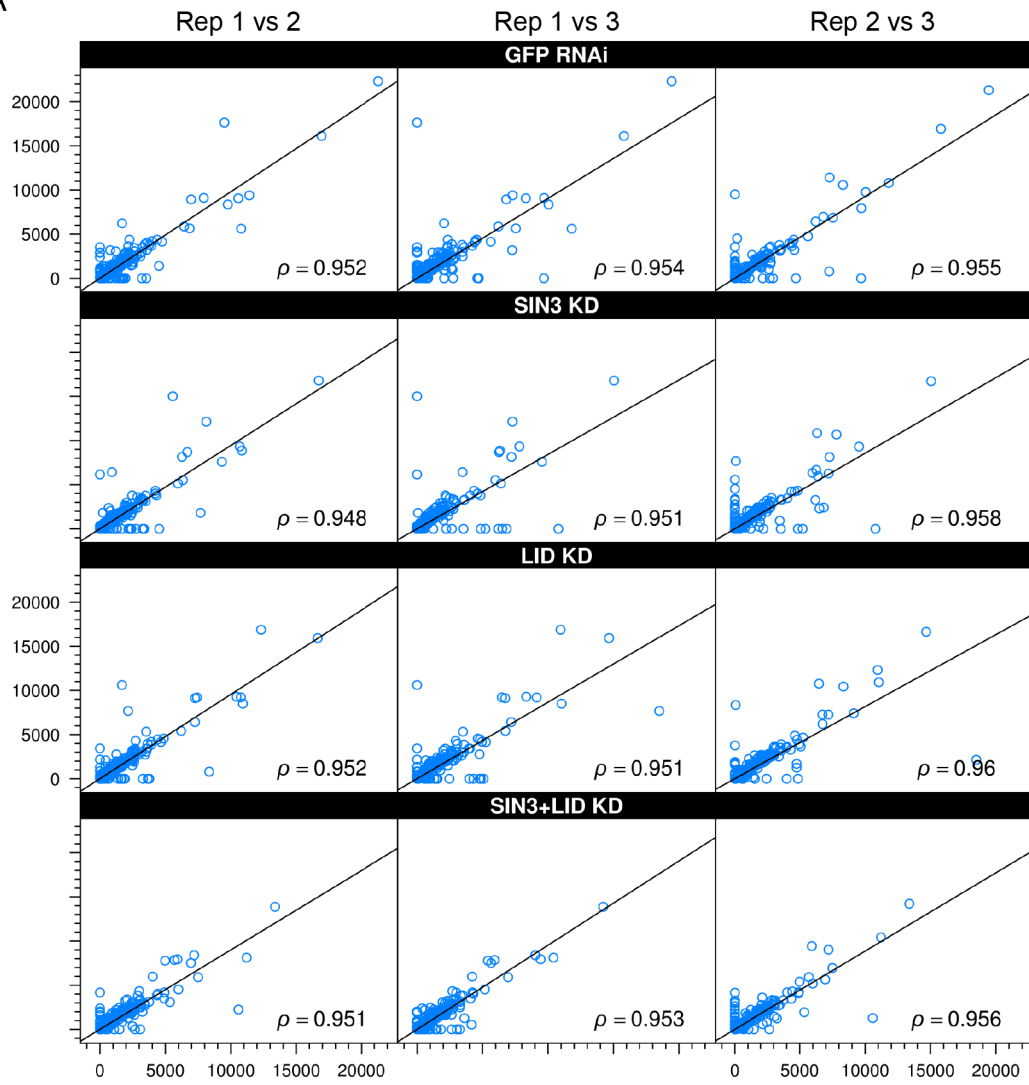 Rep 1 vs 2 Rep 1 vs 3 Rep 2 vs 3
GFP RNAi
20000
15000
10000
5000
0
ρ = 0.952 ρ = 0.954 ρ = 0.955
SIN3 KD
ρ = 0.948 ρ = 0.951 ρ = 0.958
LID KD
20000
15000
10000
5000
0
ρ = 0.952 ρ = 0.951 ρ = 0.96
SIN3+LID KD
ρ = 0.951 ρ = 0.953 ρ = 0.956
0 5000 10000 20000 0 5000 10000 20000